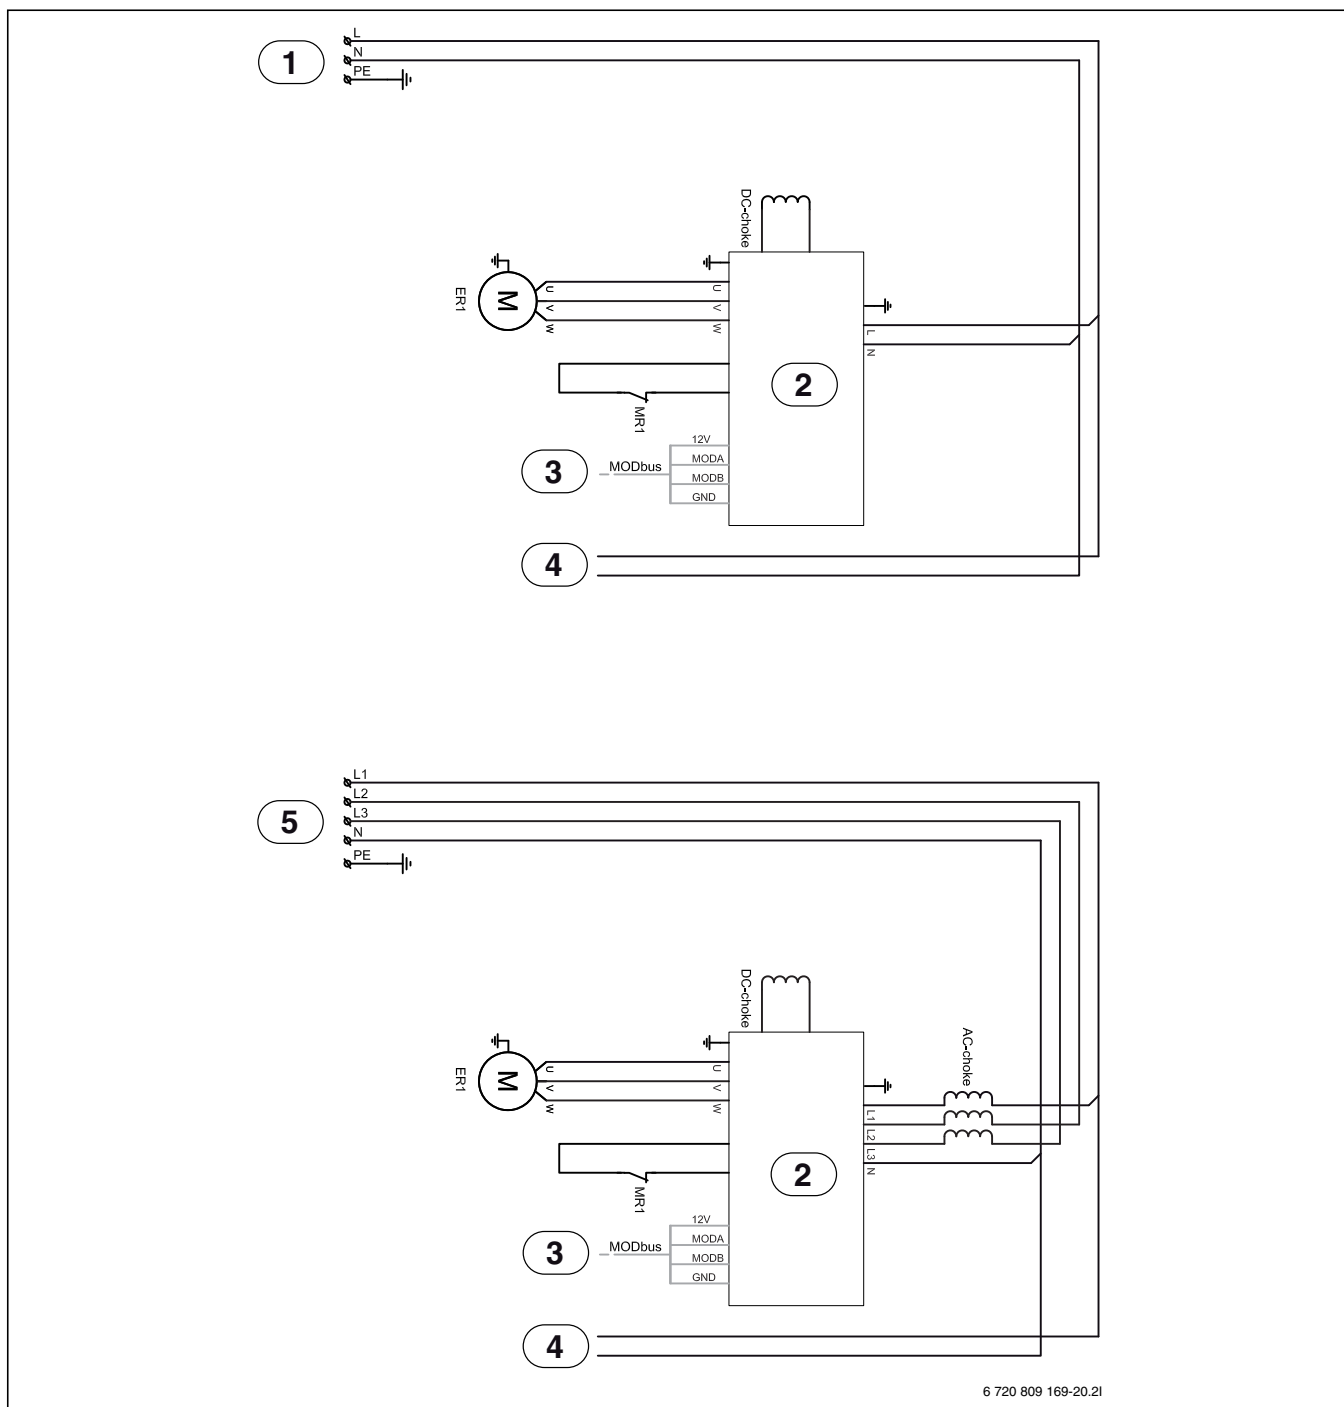 L
N
PE
1
DC-choke
M
ER1
U
V
W
U
V
W
L
N
2
MR1
12V
MODA
MODB
GND
MODbus
3
4
L1
L2
L3
N
PE
5
DC-choke
AC-choke
M
ER1
U
V
W
U
V
W
L1
L2
L3
N
2
MR1
12V
MODA
MODB
GND
MODbus
3
4
6 720 809 169-20.2I